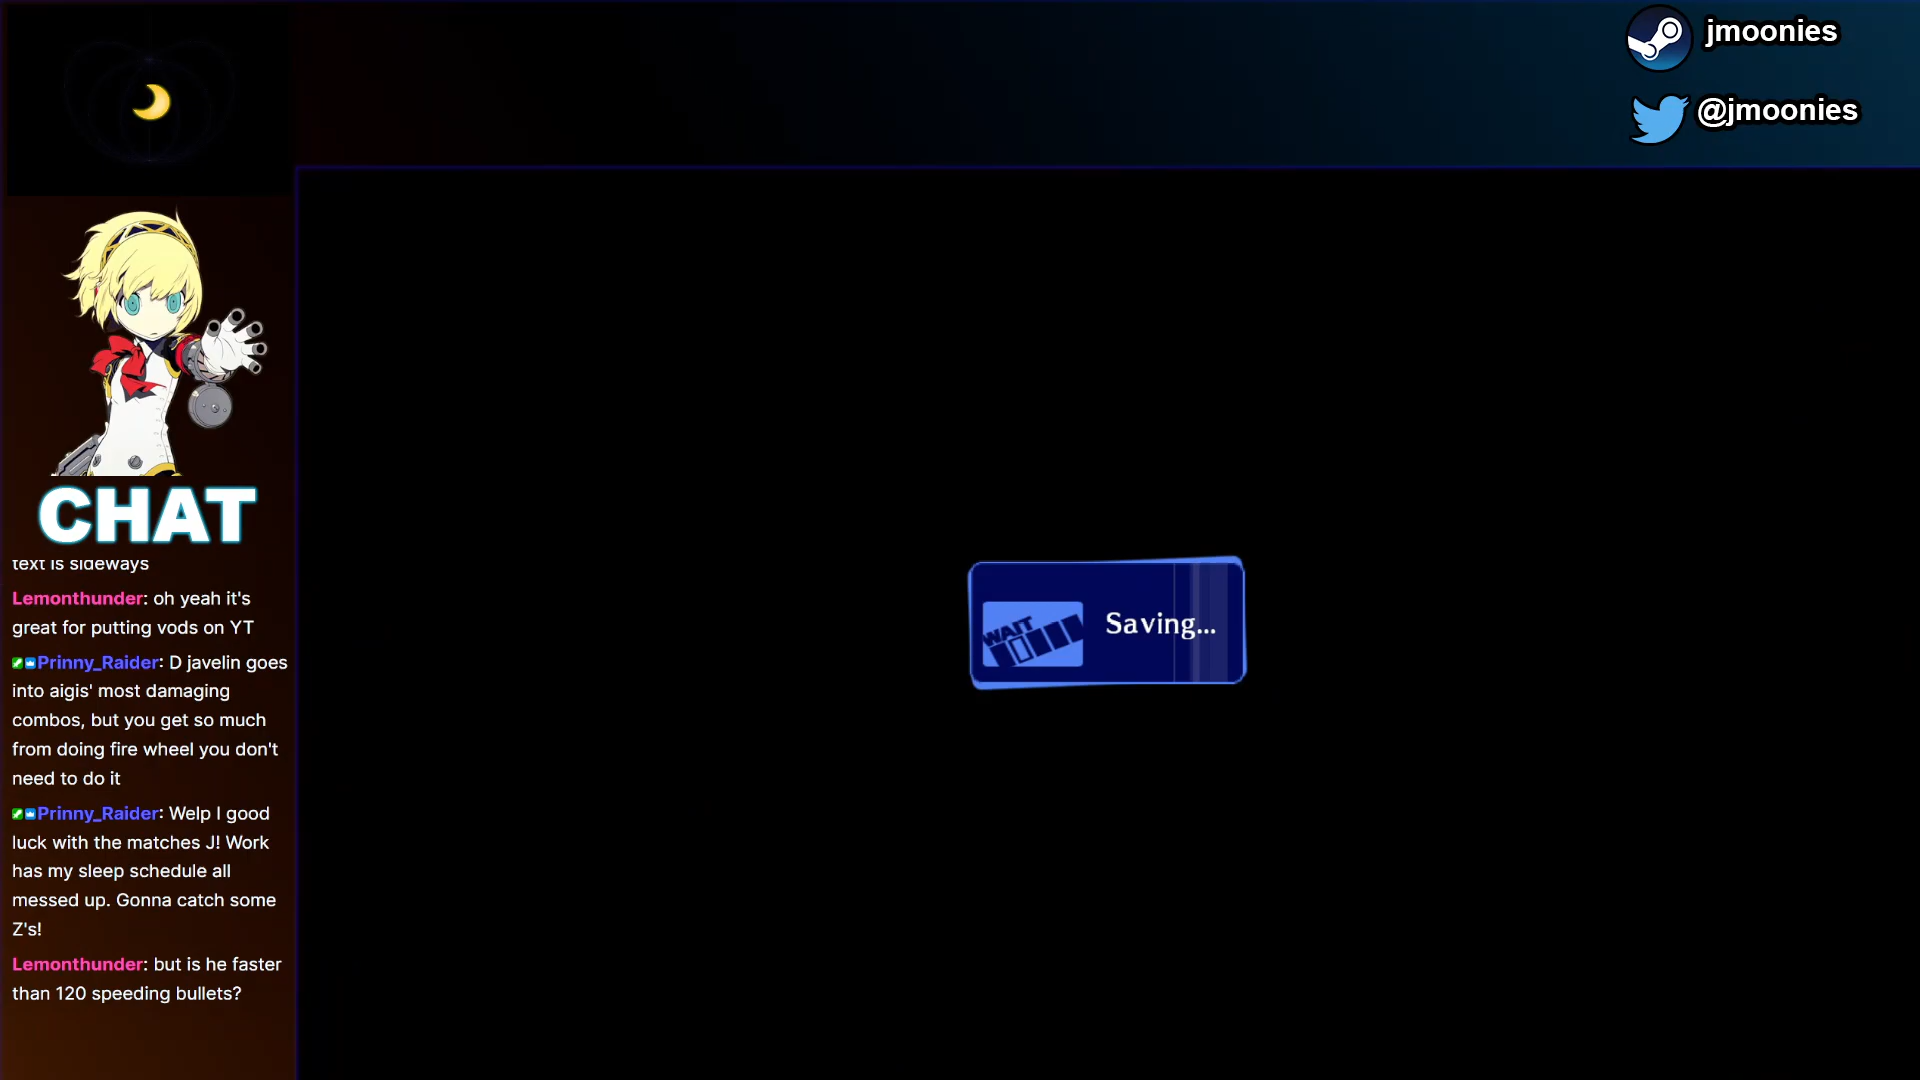 jmoonies
@jmoonies
CHAT
text is sideways
Lemonthunder: oh yeah it's
great for putting vods on YT
Prinny_Raider: D javelin goes
into aigis' most damaging
combos, but you get so much
from doing fire wheel you don't
need to do it
Prinny_Raider: Welp I good
luck with the matches J! Work
has my sleep schedule all
messed up. Gonna catch some
Z's!
Lemonthunder: but is he faster
than 120 speeding bullets?
WAIT
Saving...